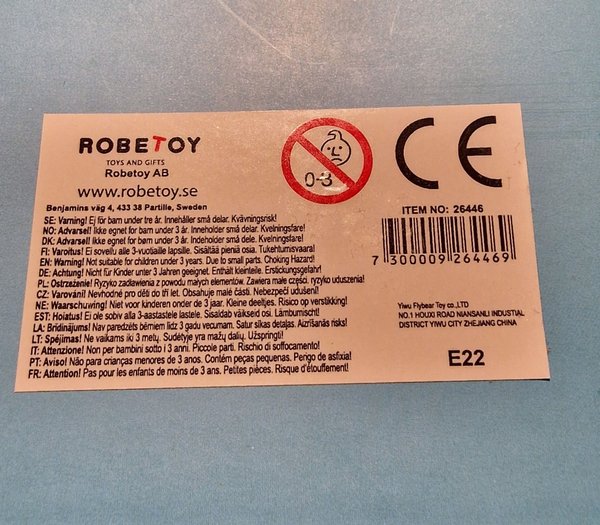 ROBETOY
TOYS AND GIFTS
Robetoy AB
www.robetoy.se
Benjamins väg 4, 433 38 Partille, Sweden
0-3
CE
ITEM NO: 26446
7 300009 264469
SE: Varning! Ej för barn under tre år. Innehåller små delar. Kvävningsrisk!
NO: Advarsel! Ikke egnet for barn under 3 år. Indeholder små dele. Kvelningsfare!
DK: Advarsel! Ikke egnet for barn under 3 år. Indeholder små dele. Kvelningsfare!
FI: Varoitus! Ei soveltu alle 3-vuotiaille lapsille. Sisältää pieniä osia. Tukehtumisvaara!
EN: Warning! Not suitable for children under 3 years. Due to small parts. Choking Hazard!
DE: Achtung! Nicht für Kinder unter 3 Jahren geeignet. Enthält kleinteile. Erstickungsgefahr!
PL: Ostrzeżenie! Ryzyko zadławienia z powodu małych elementów. Zawiera małe części. ryzyko uduszenia!
CZ: Varování! Nevhodné pro děti do tří let. Obsahuje malé části. Nebezpečí udušení!
NE: Waarschuwing! Niet voor kinderen onder de 3 jaar. Kleine deeltjes. Risico op verstikking!
EST: Hoiatus! Ei ole sobiv alla 3-aastastele lastele. Sisaldab väikseid osi. Lämbumisoht!
LA: Brīdinājums! Nav paredzēts bērniem līdz 3 gadu vecumam. Satur sīkas detaļas. Aizrīšanās risks!
LT: Spėjimas! Ne vaikams iki 3 metų. Sudėtyje yra mažų dalių. Užspringti!
IT: Attenzione! Non per bambini sotto i 3 anni. Piccole parti. Rischio di soffocamento!
PT: Aviso! Não para crianças menores de 3 anos. Contém peças pequenas. Perigo de asfixia!
FR: Attention! Pas pour les enfants de moins de 3 ans. Petites pièces. Risque d'étouffement!
Yiwu Flybear Toy co.,LTD
NO.1 HOUXI ROAD NIANSANLI INDUSTIAL
DISTRICT YIWU CITY ZHEJIANG CHINA
E22